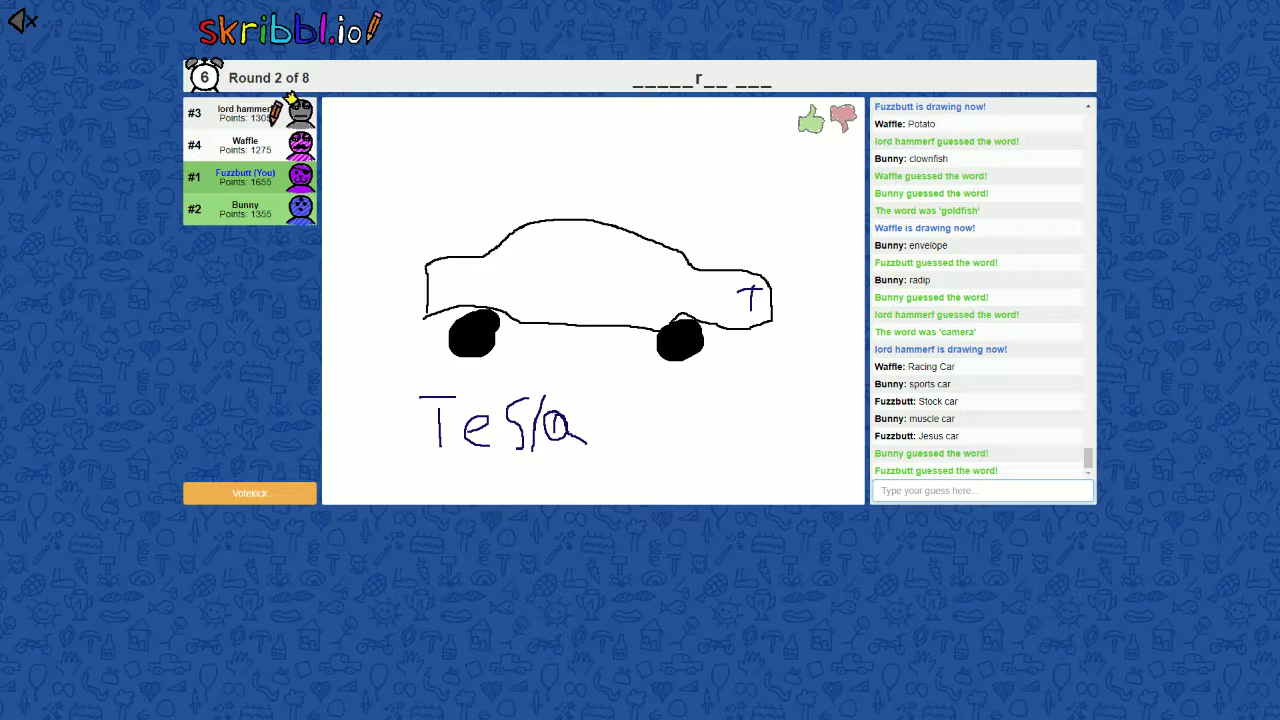 skribbl.io
6 Round 2 of 8 _____r__ ___
#3 lord hammerf
Points: 1305
#4 Waffle
Points: 1275
#1 Fuzzbutt (You)
Points: 1655
#2 Bunny
Points: 1355
Votekick
T
Tesla
Fuzzbutt is drawing now!
Waffle: Potato
lord hammerf guessed the word!
Bunny: clownfish
Waffle guessed the word!
Bunny guessed the word!
The word was 'goldfish'
Waffle is drawing now!
Bunny: envelope
Fuzzbutt guessed the word!
Bunny: radip
Bunny guessed the word!
lord hammerf guessed the word!
The word was 'camera'
lord hammerf is drawing now!
Waffle: Racing Car
Bunny: sports car
Fuzzbutt: Stock car
Bunny: muscle car
Fuzzbutt: Jesus car
Bunny guessed the word!
Fuzzbutt guessed the word!
Type your guess here...